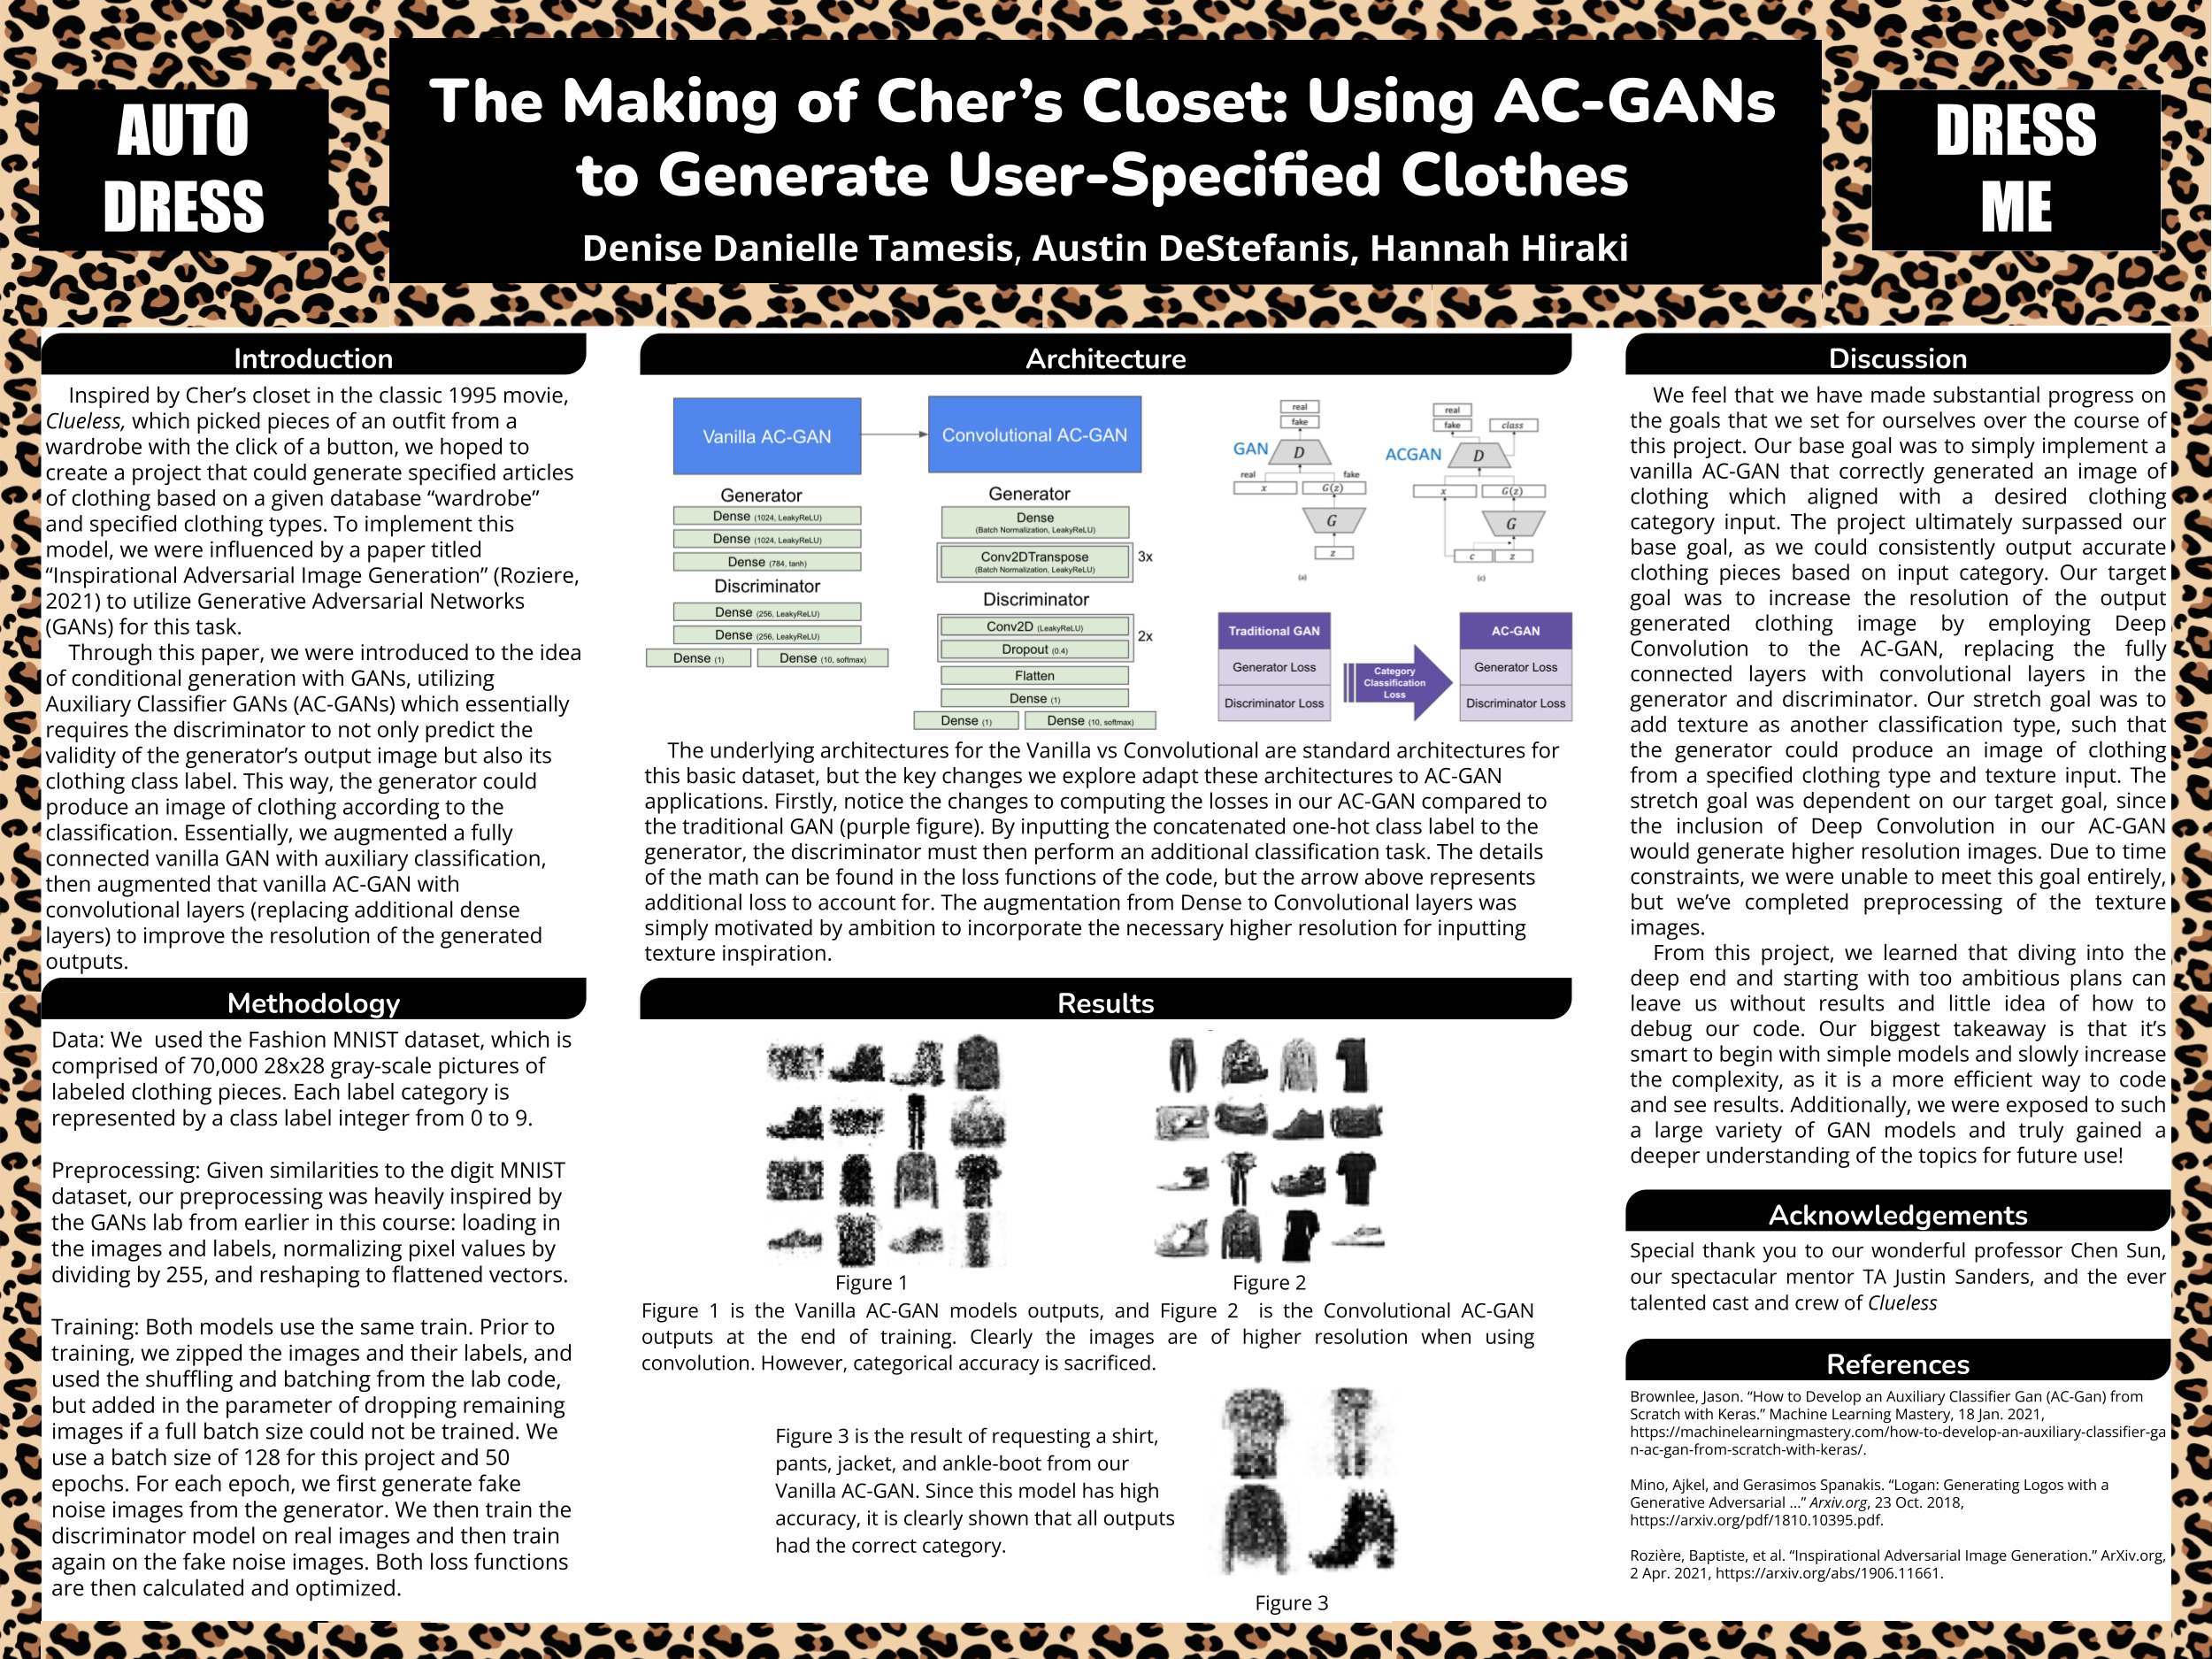 AUTO
DRESS
The Making of Cher’s Closet: Using AC-GANs
to Generate User-Specified Clothes
Denise Danielle Tamesis, Austin DeStefanis, Hannah Hiraki
DRESS
ME
Introduction
Inspired by Cher’s closet in the classic 1995 movie,
Clueless, which picked pieces of an outfit from a
wardrobe with the click of a button, we hoped to
create a project that could generate specified articles
of clothing based on a given database “wardrobe”
and specified clothing types. To implement this
model, we were influenced by a paper titled
“Inspirational Adversarial Image Generation” (Roziere,
2021) to utilize Generative Adversarial Networks
(GANs) for this task.
Through this paper, we were introduced to the idea
of conditional generation with GANs, utilizing
Auxiliary Classifier GANs (AC-GANs) which essentially
requires the discriminator to not only predict the
validity of the generator’s output image but also its
clothing class label. This way, the generator could
produce an image of clothing according to the
classification. Essentially, we augmented a fully
connected vanilla GAN with auxiliary classification,
then augmented that vanilla AC-GAN with
convolutional layers (replacing additional dense
layers) to improve the resolution of the generated
outputs.
Methodology
Data: We used the Fashion MNIST dataset, which is
comprised of 70,000 28x28 gray-scale pictures of
labeled clothing pieces. Each label category is
represented by a class label integer from 0 to 9.
Preprocessing: Given similarities to the digit MNIST
dataset, our preprocessing was heavily inspired by
the GANs lab from earlier in this course: loading in
the images and labels, normalizing pixel values by
dividing by 255, and reshaping to flattened vectors.
Training: Both models use the same train. Prior to
training, we zipped the images and their labels, and
used the shuffling and batching from the lab code,
but added in the parameter of dropping remaining
images if a full batch size could not be trained. We
use a batch size of 128 for this project and 50
epochs. For each epoch, we first generate fake
noise images from the generator. We then train the
discriminator model on real images and then train
again on the fake noise images. Both loss functions
are then calculated and optimized.
Architecture
Vanilla AC-GAN
Generator
Dense (1024, LeakyReLU)
Dense (1024, LeakyReLU)
Dense (784, tanh)
Discriminator
Dense (256, LeakyReLU)
Dense (256, LeakyReLU)
Dense (1)
Dense (10, softmax)
Convolutional AC-GAN
Generator
Dense
(Batch Normalization, LeakyReLU)
Conv2DTranspose
(Batch Normalization, LeakyReLU)
3x
Discriminator
Conv2D (LeakyReLU)
Dropout (0.4)
2x
Flatten
Dense (1)
Dense (1)
Dense (10, softmax)
real
fake
GAN
D
real
fake
x
G(z)
G
z
(a)
real
fake
class
ACGAN
D
x
G(z)
G
c
z
(c)
Traditional GAN
Generator Loss
Discriminator Loss
Category
Classification
Loss
AC-GAN
Generator Loss
Discriminator Loss
The underlying architectures for the Vanilla vs Convolutional are standard architectures for
this basic dataset, but the key changes we explore adapt these architectures to AC-GAN
applications. Firstly, notice the changes to computing the losses in our AC-GAN compared to
the traditional GAN (purple figure). By inputting the concatenated one-hot class label to the
generator, the discriminator must then perform an additional classification task. The details
of the math can be found in the loss functions of the code, but the arrow above represents
additional loss to account for. The augmentation from Dense to Convolutional layers was
simply motivated by ambition to incorporate the necessary higher resolution for inputting
texture inspiration.
Results
Figure 1
Figure 2
Figure 1 is the Vanilla AC-GAN models outputs, and Figure 2 is the Convolutional AC-GAN
outputs at the end of training. Clearly the images are of higher resolution when using
convolution. However, categorical accuracy is sacrificed.
Figure 3 is the result of requesting a shirt,
pants, jacket, and ankle-boot from our
Vanilla AC-GAN. Since this model has high
accuracy, it is clearly shown that all outputs
had the correct category.
Figure 3
Discussion
We feel that we have made substantial progress on
the goals that we set for ourselves over the course of
this project. Our base goal was to simply implement a
vanilla AC-GAN that correctly generated an image of
clothing which aligned with a desired clothing
category input. The project ultimately surpassed our
base goal, as we could consistently output accurate
clothing pieces based on input category. Our target
goal was to increase the resolution of the output
generated clothing image by employing Deep
Convolution to the AC-GAN, replacing the fully
connected layers with convolutional layers in the
generator and discriminator. Our stretch goal was to
add texture as another classification type, such that
the generator could produce an image of clothing
from a specified clothing type and texture input. The
stretch goal was dependent on our target goal, since
the inclusion of Deep Convolution in our AC-GAN
would generate higher resolution images. Due to time
constraints, we were unable to meet this goal entirely,
but we’ve completed preprocessing of the texture
images.
From this project, we learned that diving into the
deep end and starting with too ambitious plans can
leave us without results and little idea of how to
debug our code. Our biggest takeaway is that it’s
smart to begin with simple models and slowly increase
the complexity, as it is a more efficient way to code
and see results. Additionally, we were exposed to such
a large variety of GAN models and truly gained a
deeper understanding of the topics for future use!
Acknowledgements
Special thank you to our wonderful professor Chen Sun,
our spectacular mentor TA Justin Sanders, and the ever
talented cast and crew of Clueless
References
Brownlee, Jason. “How to Develop an Auxiliary Classifier Gan (AC-Gan) from
Scratch with Keras.” Machine Learning Mastery, 18 Jan. 2021,
https://machinelearningmastery.com/how-to-develop-an-auxiliary-classifier-ga
n-ac-gan-from-scratch-with-keras/.
Mino, Ajkel, and Gerasimos Spanakis. “Logan: Generating Logos with a
Generative Adversarial ...” Arxiv.org, 23 Oct. 2018,
https://arxiv.org/pdf/1810.10395.pdf.
Rozière, Baptiste, et al. “Inspirational Adversarial Image Generation.” ArXiv.org,
2 Apr. 2021, https://arxiv.org/abs/1906.11661.